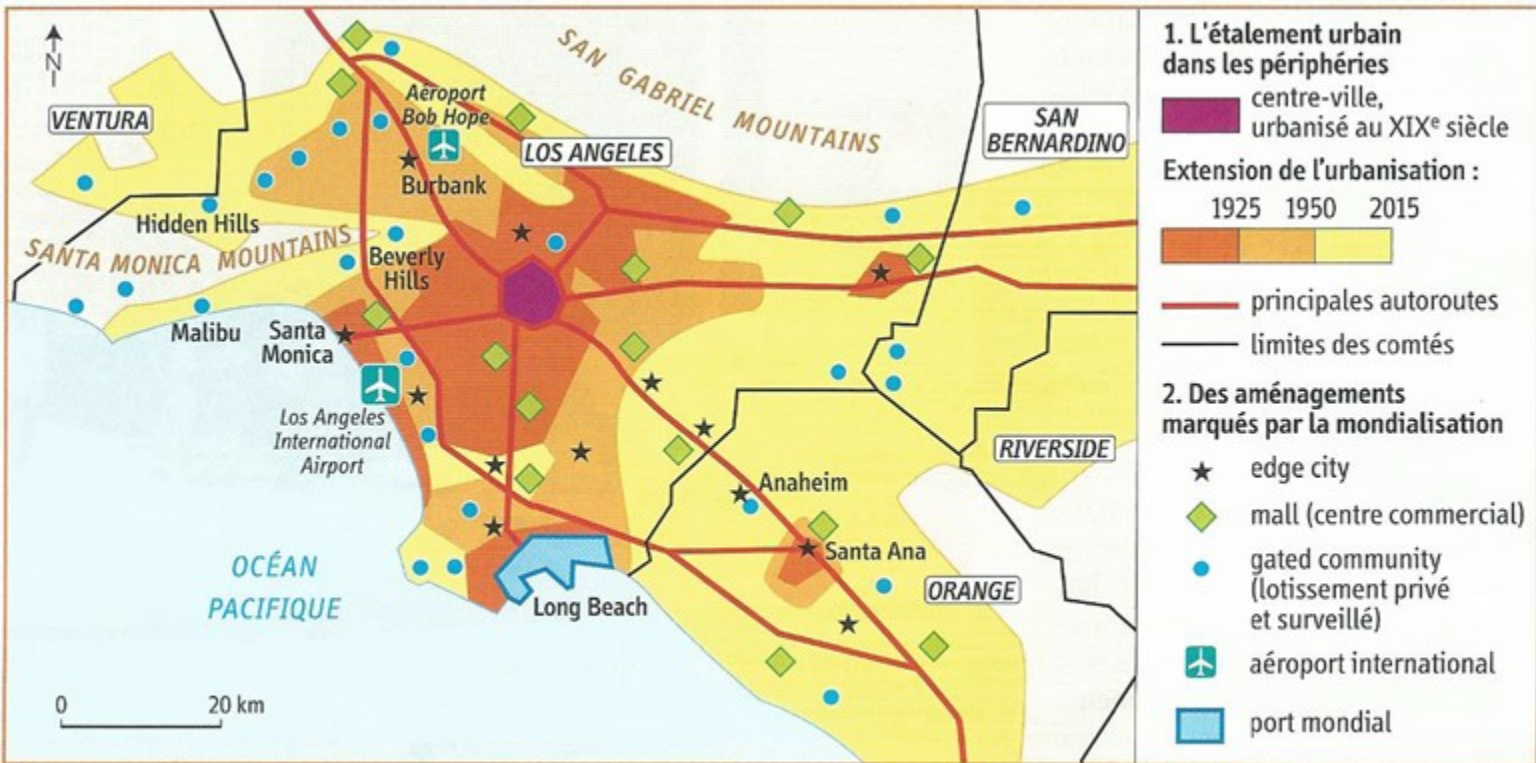 N
VENTURA
Aéroport
Bob Hope
SAN GABRIEL MOUNTAINS
SAN
BERNARDINO
LOS ANGELES
Burbank
Hidden Hills
SANTA MONICA MOUNTAINS
Beverly
Hills
Malibu
Santa
Monica
Los Angeles
International
Airport
RIVERSIDE
Anaheim
Santa Ana
OCÉAN
PACIFIQUE
ORANGE
Long Beach
0 20 km
1. L'étalement urbain
dans les périphéries
centre-ville,
urbanisé au XIXe siècle
Extension de l'urbanisation :
1925 1950 2015
principales autoroutes
limites des comtés
2. Des aménagements
marqués par la mondialisation
edge city
mall (centre commercial)
gated community
(lotissement privé
et surveillé)
aéroport international
port mondial